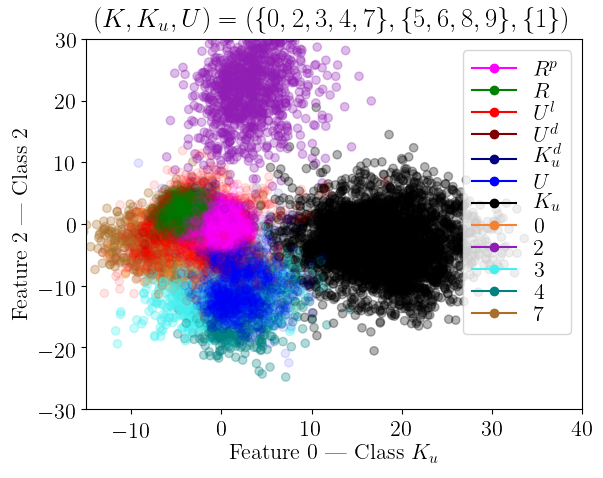 (K, K_u, U) = ({0, 2, 3, 4, 7}, {5, 6, 8, 9}, {1})
30
20
10
0
−10
−20
−30
Feature 2 — Class 2
−10
0
10
20
30
40
Feature 0 — Class K_u
R^p
R
U^l
U^d
K_u^d
U
K_u
0
2
3
4
7